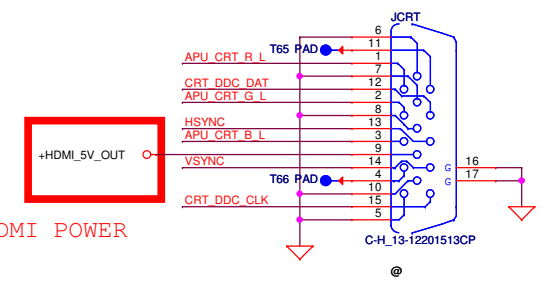 JCRT
6
T65 PAD
11
APU_CRT_R_L
1
7
CRT_DDC_DAT
12
APU_CRT_G_L
2
8
HSYNC
13
APU_CRT_B_L
3
+HDMI_5V_OUT
9
VSYNC
14
G
16
T66 PAD
4
G
17
10
CRT_DDC_CLK
15
5
DMI POWER
C-H_13-12201513CP
@